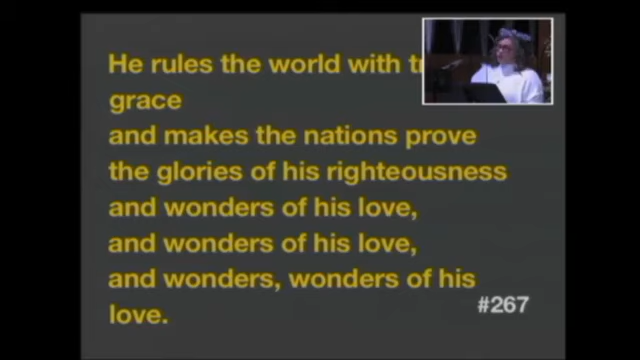 He rules the world with
grace
and makes the nations prove
the glories of his righteousness
and wonders of his love,
and wonders of his love,
and wonders, wonders of his
love.
#267